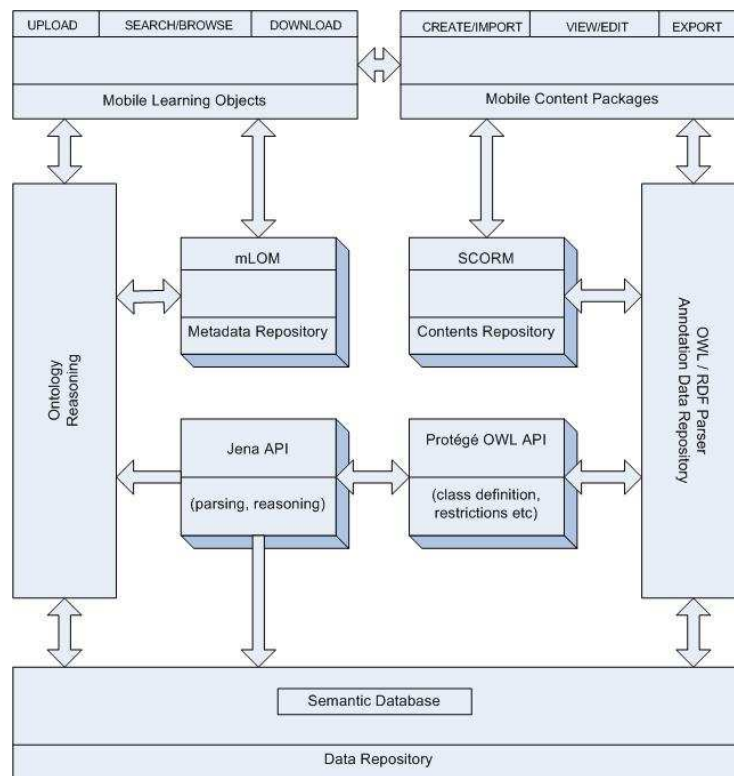 UPLOAD SEARCH/BROWSE DOWNLOAD
Mobile Learning Objects
CREATE/IMPORT VIEW/EDIT EXPORT
Mobile Content Packages
Ontology
Reasoning
mLOM
Metadata Repository
SCORM
Contents Repository
OWL / RDF Parser
Annotation Data Repository
Jena API
(parsing, reasoning)
Protégé OWL API
(class definition,
restrictions etc)
Semantic Database
Data Repository